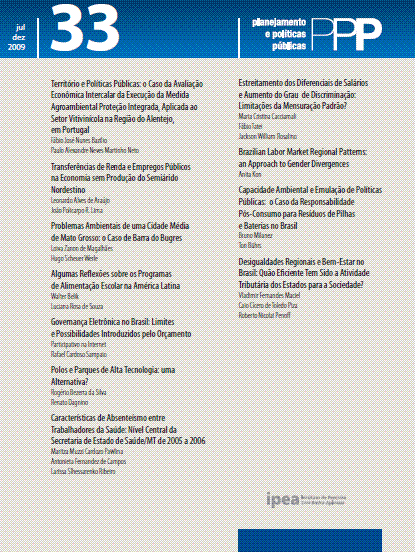 jul
dez
2009
33
planejamento
e políticas
públicas
PPP
Território e Políticas Públicas: o Caso da Avaliação
Econômica Intercalar da Execução da Medida
Agroambiental Proteção Integrada, Aplicada ao
Setor Vitivinícola na Região do Alentejo,
em Portugal
Fábio José Nunes Bazílio
Paulo Alexandre Neves Martinho Neto
Transferências de Renda e Empregos Públicos
na Economia sem Produção do Semiárido
Nordestino
Leonardo Alves de Araújo
João Policarpo R. Lima
Problemas Ambientais de uma Cidade Média
de Mato Grosso: o Caso de Barra do Bugres
Loiva Zanon de Magalhães
Hugo Scheuer Werle
Algumas Reflexões sobre os Programas
de Alimentação Escolar na América Latina
Walter Belik
Luciana Rosa de Souza
Governança Eletrônica no Brasil: Limites
e Possibilidades Introduzidos pelo Orçamento
Participativo na Internet
Rafael Cardoso Sampaio
Polos e Parques de Alta Tecnologia: uma
Alternativa?
Rogério Bezerra da Silva
Renato Dagnino
Características de Absenteísmo entre
Trabalhadores da Saúde: Nível Central da
Secretaria de Estado de Saúde/MT de 2005 a 2006
Maritza Muzzi Cardozo Pawlina
Antonieta Fernandez de Campos
Larissa Slhessarenko Ribeiro
Estreitamento dos Diferenciais de Salários
e Aumento do Grau de Discriminação:
Limitações da Mensuração Padrão?
Maria Cristina Cacciamali
Fábio Tatei
Jackson William Rosalino
Brazilian Labor Market Regional Patterns:
an Approach to Gender Divergences
Anita Kon
Capacidade Ambiental e Emulação de Políticas
Públicas: o Caso da Responsabilidade
Pós-Consumo para Resíduos de Pilhas
e Baterias no Brasil
Bruno Milanez
Ton Bührs
Desigualdades Regionais e Bem-Estar no
Brasil: Quão Eficiente Tem Sido a Atividade
Tributária dos Estados para a Sociedade?
Vladimir Fernandes Maciel
Caio Cícero de Toledo Piza
Roberto Nicolat Penoff
ipea Instituto de Pesquisa
Econômica Aplicada